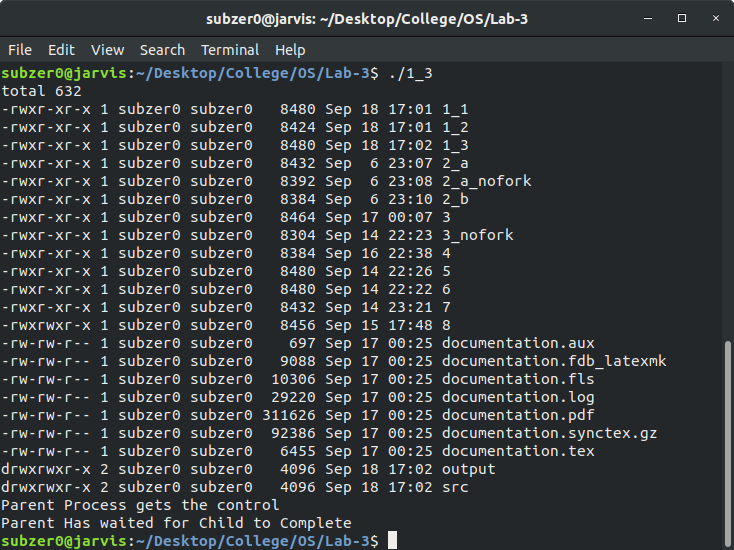 subzer0@jarvis: ~/Desktop/College/OS/Lab-3
File Edit View Search Terminal Help
subzer0@jarvis:~/Desktop/College/OS/Lab-3$ ./1_3
total 632
-rwxr-xr-x 1 subzer0 subzer0   8480 Sep 18 17:01 1_1
-rwxr-xr-x 1 subzer0 subzer0   8424 Sep 18 17:01 1_2
-rwxr-xr-x 1 subzer0 subzer0   8480 Sep 18 17:02 1_3
-rwxr-xr-x 1 subzer0 subzer0   8432 Sep  6 23:07 2_a
-rwxr-xr-x 1 subzer0 subzer0   8392 Sep  6 23:08 2_a_nofork
-rwxr-xr-x 1 subzer0 subzer0   8384 Sep  6 23:10 2_b
-rwxr-xr-x 1 subzer0 subzer0   8464 Sep 17 00:07 3
-rwxr-xr-x 1 subzer0 subzer0   8304 Sep 14 22:23 3_nofork
-rwxr-xr-x 1 subzer0 subzer0   8384 Sep 16 22:38 4
-rwxr-xr-x 1 subzer0 subzer0   8480 Sep 14 22:26 5
-rwxr-xr-x 1 subzer0 subzer0   8480 Sep 14 22:22 6
-rwxr-xr-x 1 subzer0 subzer0   8432 Sep 14 23:21 7
-rwxrwxr-x 1 subzer0 subzer0   8456 Sep 15 17:48 8
-rw-rw-r-- 1 subzer0 subzer0    697 Sep 17 00:25 documentation.aux
-rw-rw-r-- 1 subzer0 subzer0   9088 Sep 17 00:25 documentation.fdb_latexmk
-rw-rw-r-- 1 subzer0 subzer0  10306 Sep 17 00:25 documentation.fls
-rw-rw-r-- 1 subzer0 subzer0  29220 Sep 17 00:25 documentation.log
-rw-rw-r-- 1 subzer0 subzer0 311626 Sep 17 00:25 documentation.pdf
-rw-rw-r-- 1 subzer0 subzer0  92386 Sep 17 00:25 documentation.synctex.gz
-rw-rw-r-- 1 subzer0 subzer0   6455 Sep 17 00:25 documentation.tex
drwxrwxr-x 2 subzer0 subzer0   4096 Sep 18 17:02 output
drwxrwxr-x 2 subzer0 subzer0   4096 Sep 18 17:02 src
Parent Process gets the control
Parent Has waited for Child to Complete
subzer0@jarvis:~/Desktop/College/OS/Lab-3$